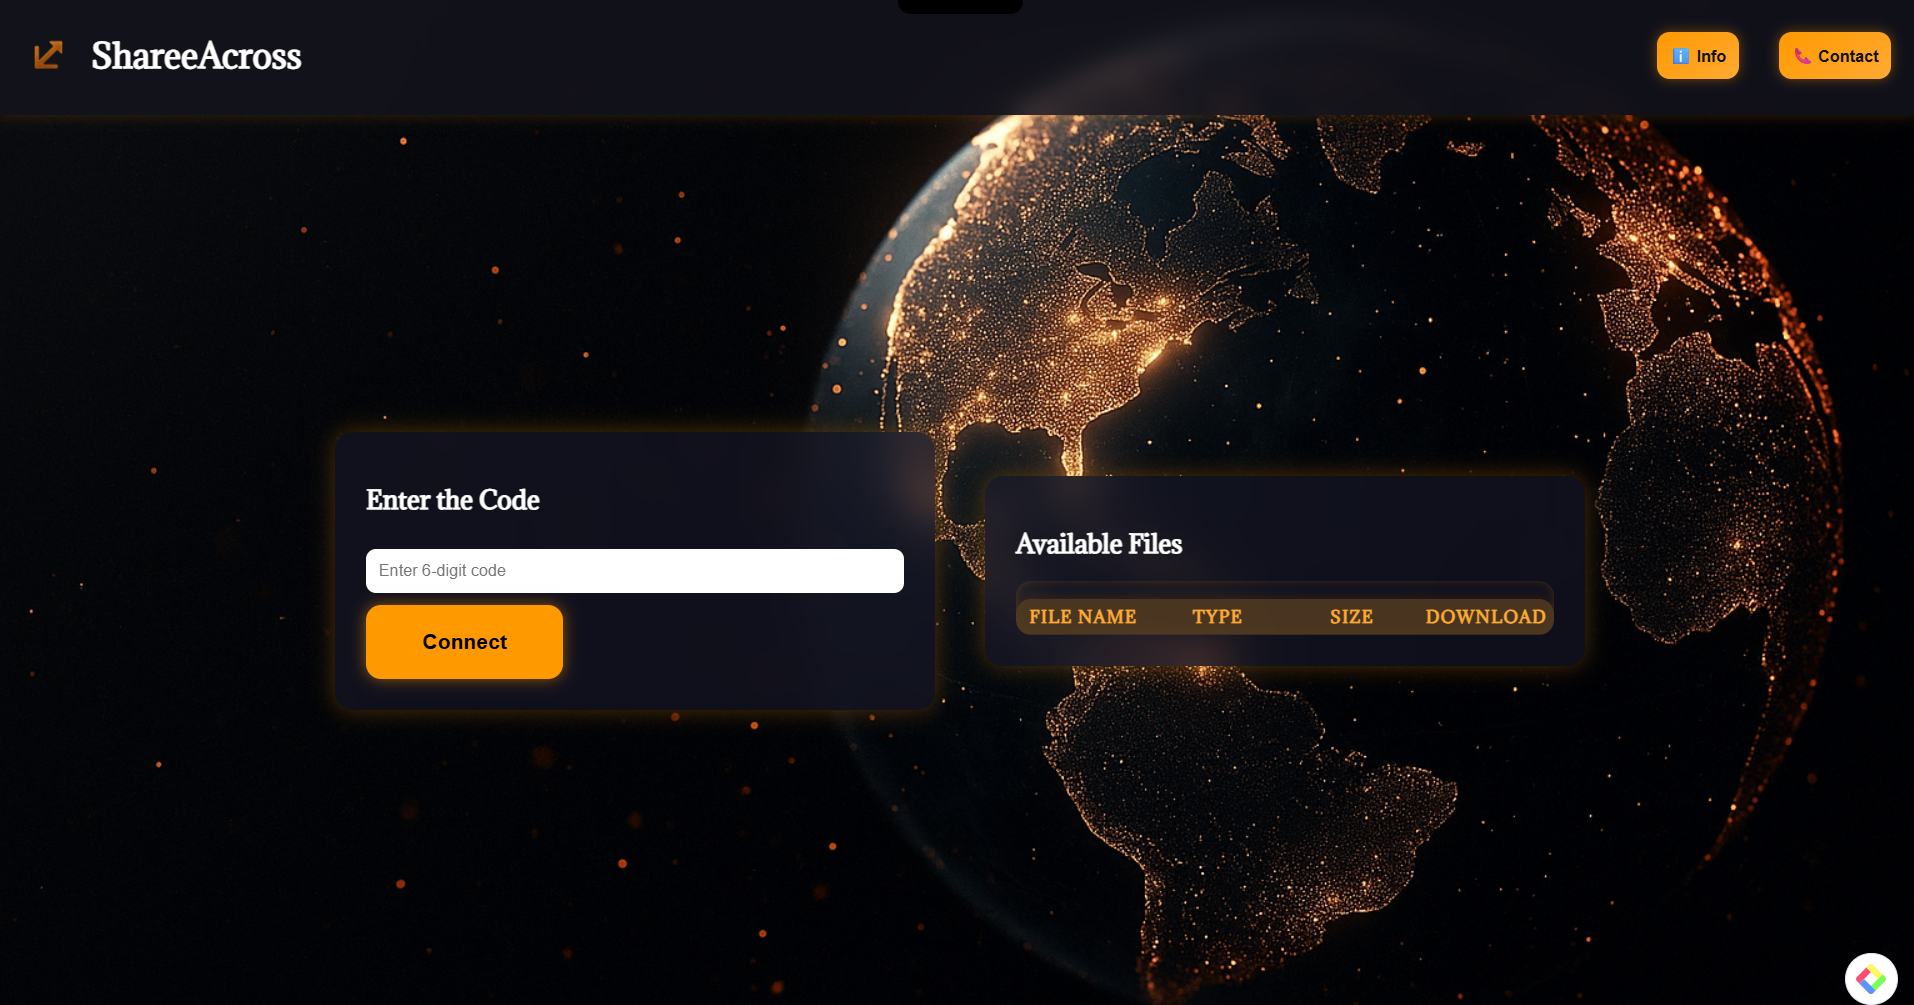 ShareeAcross
Info
Contact
Enter the Code
Enter 6-digit code
Connect
Available Files
FILE NAME TYPE SIZE DOWNLOAD